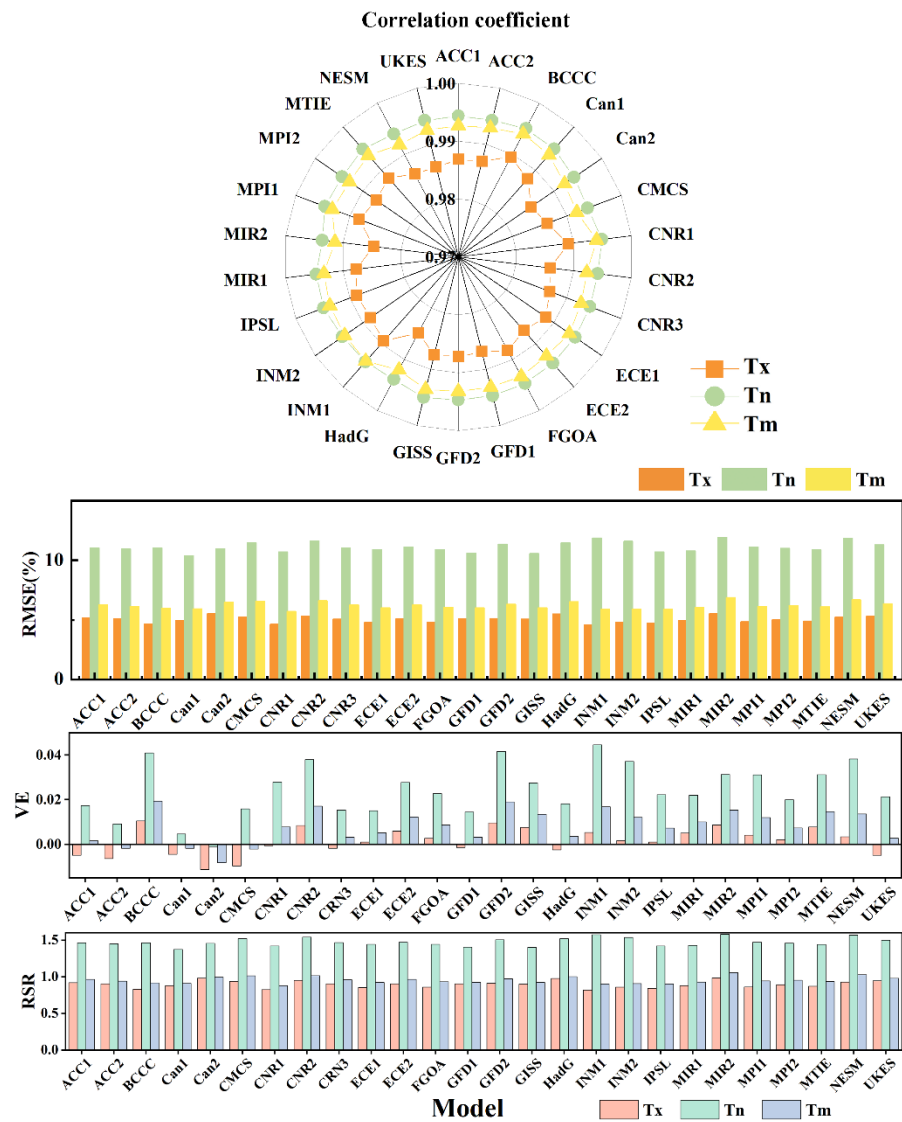 Correlation coefficient
UKES ACC1 ACC2
NESM BCCC
MTIE 1.00 Can1
MPI2 0.99 Can2
MPI1 0.98 CMCS
MIR2 0.97 CNR1
MIR1 CNR2
IPSL CNR3
INM2 ECE1
INM1 ECE2
HadG FGOA
GISS GFD2 GFD1
Tx
Tn
Tm
Tx Tn Tm
RMSE(%)
10
0
ACC1 ACC2 BCCC Can1 Can2 CMCS CNR1 CNR2 CNR3 ECE1 ECE2 FGOA GFD1 GFD2 GISS HadG INM1 INM2 IPSL MIR1 MIR2 MPI1 MPI2 MTIE NESM UKES
VE
0.04
0.02
0.00
ACC1 ACC2 BCCC Can1 Can2 CMCS CNR1 CNR2 CRN3 ECE1 ECE2 FGOA GFD1 GFD2 GISS HadG INM1 INM2 IPSL MIR1 MIR2 MPI1 MPI2 MTIE NESM UKES
RSR
1.5
1.0
0.5
0.0
ACC1 ACC2 BCCC Can1 Can2 CMCS CNR1 CNR2 CRN3 ECE1 ECE2 FGOA GFD1 GFD2 GISS HadG INM1 INM2 IPSL MIR1 MIR2 MPI1 MPI2 MTIE NESM UKES
Model
Tx Tn Tm